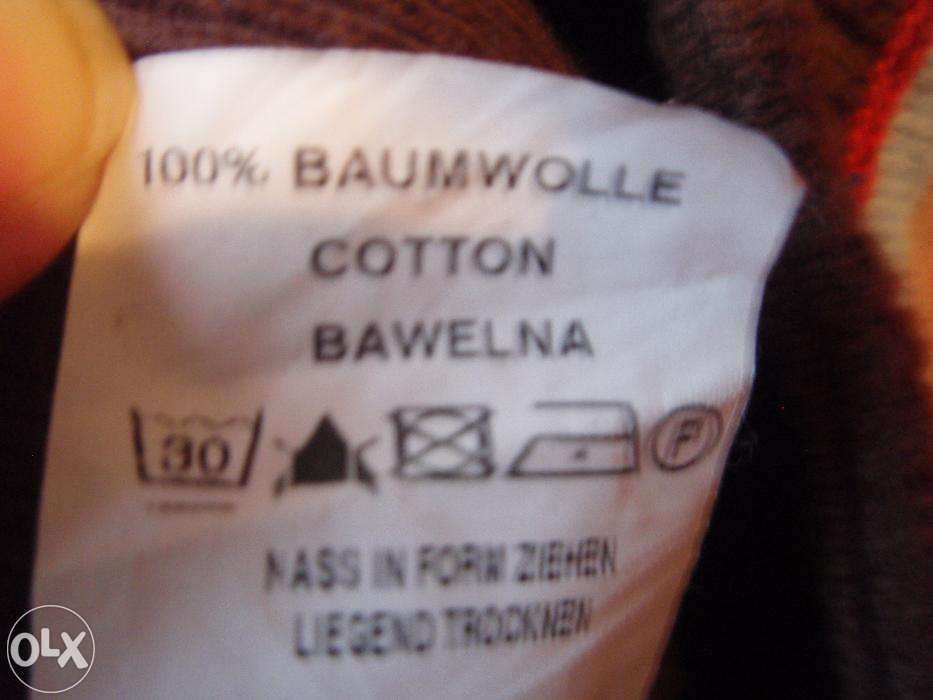 100% BAUMWOLLE
COTTON
BAWELNA
30
F
NASS IN FORM ZIEHEN
LIEGEND TROCKNEN
OLX